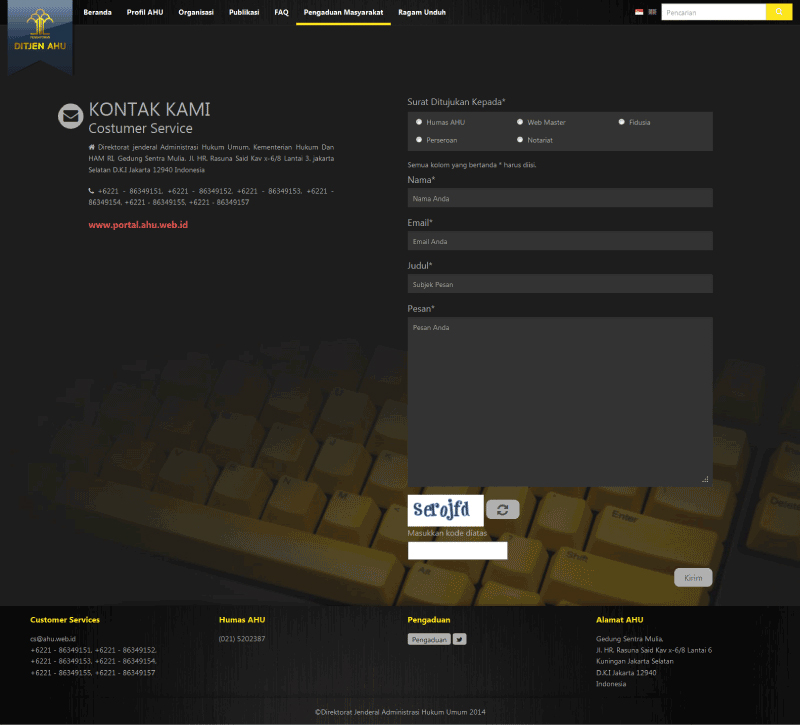 Beranda Profil AHU Organisasi Publikasi FAQ Pengaduan Masyarakat Ragam Unduh Pencarian
DITJEN AHU
KONTAK KAMI
Costumer Service
Direktorat jenderal Administrasi Hukum Umum, Kementerian Hukum Dan
HAM RI. Gedung Sentra Mulia. Jl. HR. Rasuna Said Kav x-6/8 Lantai 3. jakarta
Selatan D.K.I Jakarta 12940 Indonesia
+6221 - 86349151, +6221 - 86349152, +6221 - 86349153, +6221 -
86349154, +6221 - 86349155, +6221 - 86349157
www.portal.ahu.web.id
Surat Ditujukan Kepada*
Humas AHU Web Master Fidusia
Perseroan Notariat
Semua kolom yang bertanda * harus diisi.
Nama*
Nama Anda
Email*
Email Anda
Judul*
Subjek Pesan
Pesan*
Pesan Anda
Serojfd
Masukkan kode diatas
Kirim
Customer Services
cs@ahu.web.id
+6221 - 86349151, +6221 - 86349152,
+6221 - 86349153, +6221 - 86349154,
+6221 - 86349155, +6221 - 86349157
Humas AHU
(021) 5202387
Pengaduan
Pengaduan
Alamat AHU
Gedung Sentra Mulia,
Jl. HR. Rasuna Said Kav x-6/8 Lantai 6
Kuningan Jakarta Selatan
D.K.I Jakarta 12940
Indonesia
©Direktorat Jenderal Administrasi Hukum Umum 2014